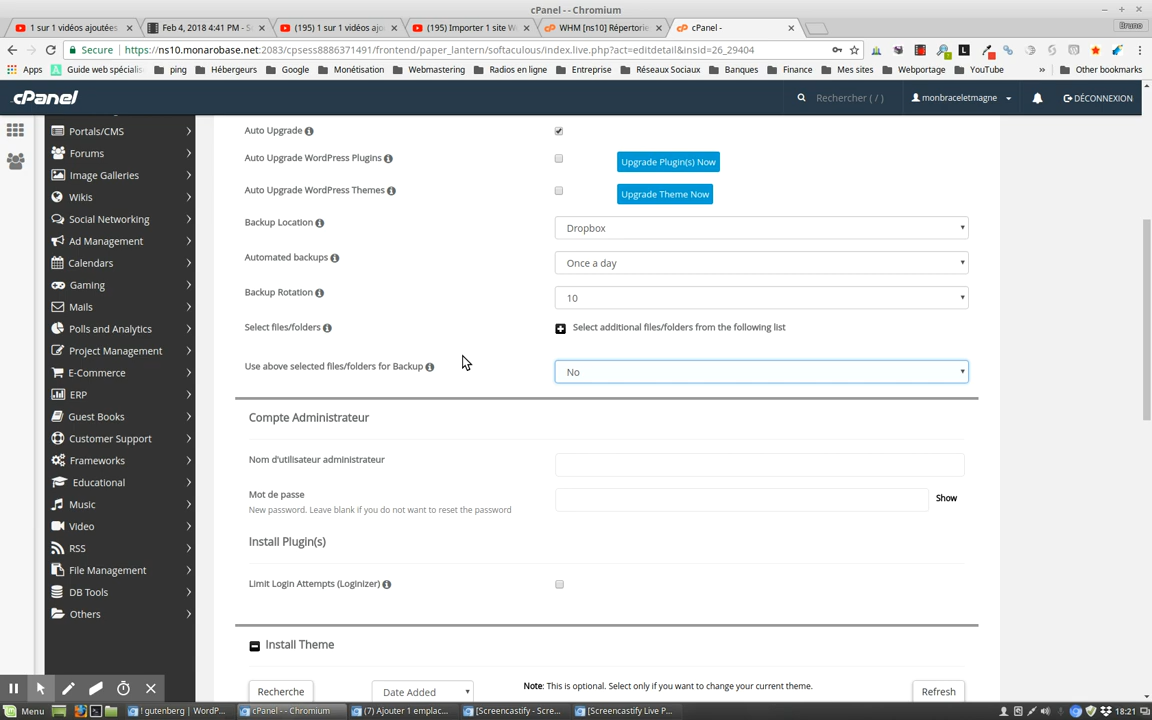 cPanel - - Chromium
1 sur 1 vidéos ajoutées
Feb 4, 2018 4:41 PM - S
(195) 1 sur 1 vidéos ajo
(195) Importer 1 site W
WHM [ns10] Répertoire
cPanel -
Bruno
Secure
https://ns10.monarobase.net:2083/cpsess8886371491/frontend/paper_lantern/softaculous/index.live.php?act=editdetail&insid=26_29404
Apps
Guide web spécialis
ping
Hébergeurs
Google
Monétisation
Webmastering
Radios en ligne
Entreprise
Réseaux Sociaux
Banques
Finance
Mes sites
Webportage
YouTube
»
Other bookmarks
cPanel
Rechercher ( / )
monbraceletmagne
DÉCONNEXION
Portals/CMS
Forums
Image Galleries
Wikis
Social Networking
Ad Management
Calendars
Gaming
Mails
Polls and Analytics
Project Management
E-Commerce
ERP
Guest Books
Customer Support
Frameworks
Educational
Music
Video
RSS
File Management
DB Tools
Others
Auto Upgrade
Auto Upgrade WordPress Plugins
Upgrade Plugin(s) Now
Auto Upgrade WordPress Themes
Upgrade Theme Now
Backup Location
Dropbox
Automated backups
Once a day
Backup Rotation
10
Select files/folders
Select additional files/folders from the following list
Use above selected files/folders for Backup
No
Compte Administrateur
Nom d'utilisateur administrateur
Mot de passe
Show
New password. Leave blank if you do not want to reset the password
Install Plugin(s)
Limit Login Attempts (Loginizer)
Install Theme
Recherche
Date Added
Note: This is optional. Select only if you want to change your current theme.
Refresh
Menu
! gutenberg | WordP...
cPanel - - Chromium
(7) Ajouter 1 emplac...
[Screencastify - Scre...
[Screencastify Live P...
18:21